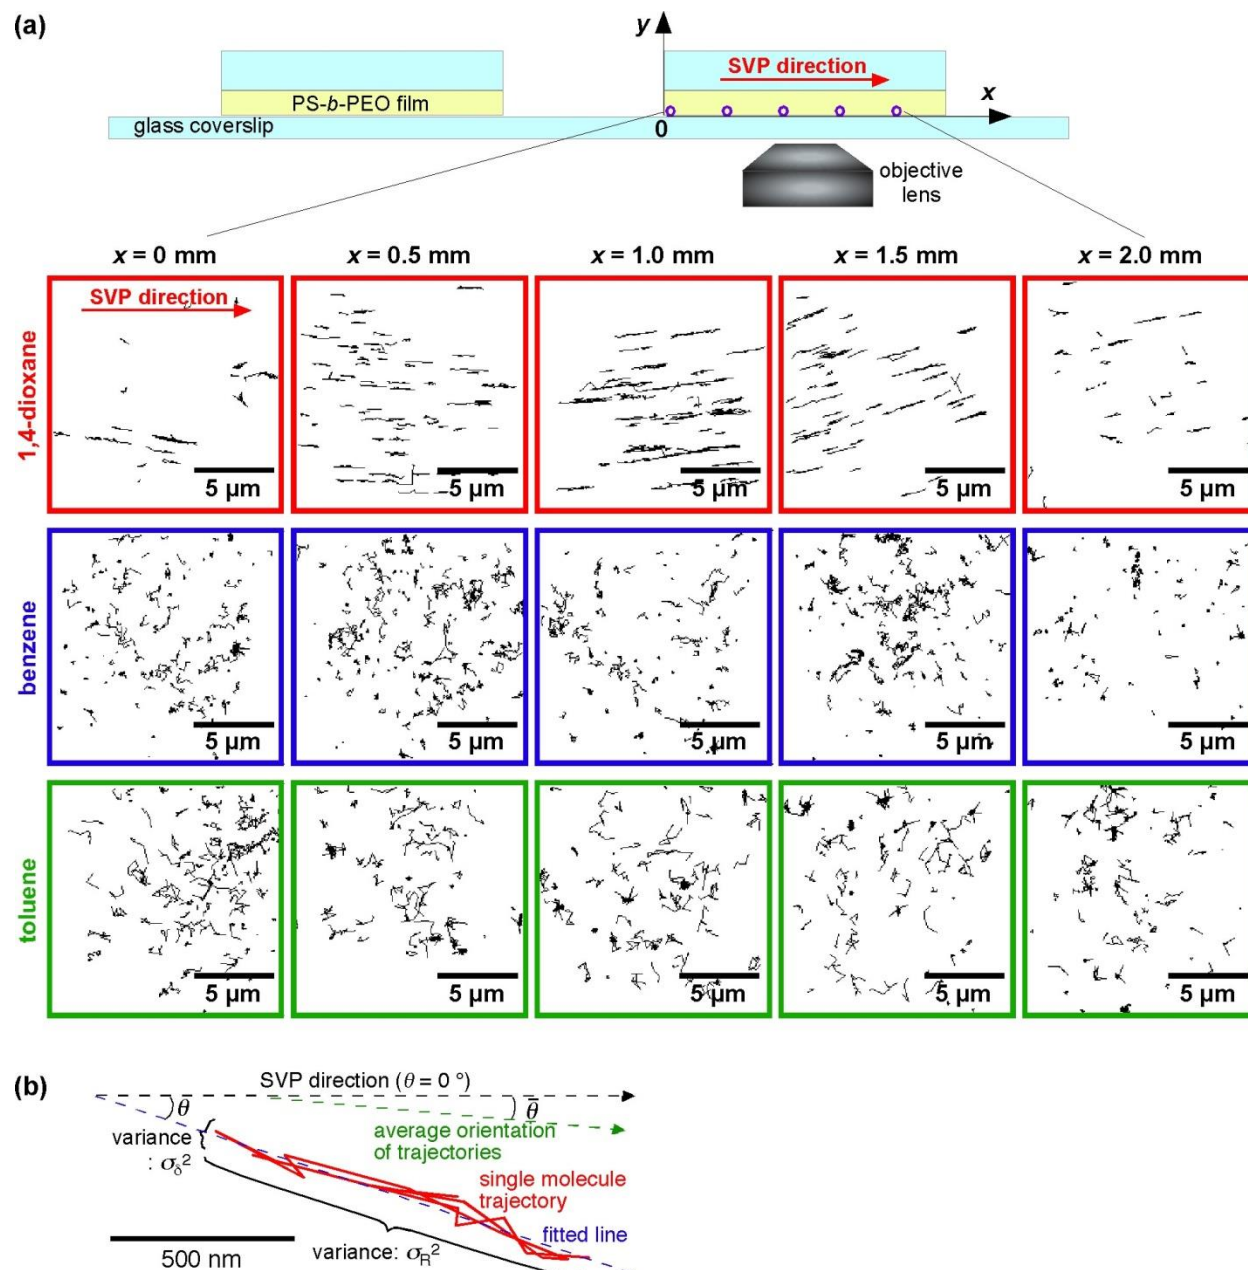 (a)
y
SVP direction
x
PS-b-PEO film
glass coverslip
0
objective
lens
x = 0 mm
x = 0.5 mm
x = 1.0 mm
x = 1.5 mm
x = 2.0 mm
1,4-dioxane
SVP direction
5 µm
5 µm
5 µm
5 µm
5 µm
benzene
5 µm
5 µm
5 µm
5 µm
5 µm
toluene
5 µm
5 µm
5 µm
5 µm
5 µm
(b)
SVP direction (θ = 0 °)
θ
θ̄
variance
: σδ²
average orientation
of trajectories
single molecule
trajectory
fitted line
500 nm
variance: σR²